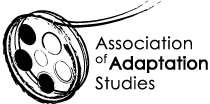 Association
of Adaptation
Studies